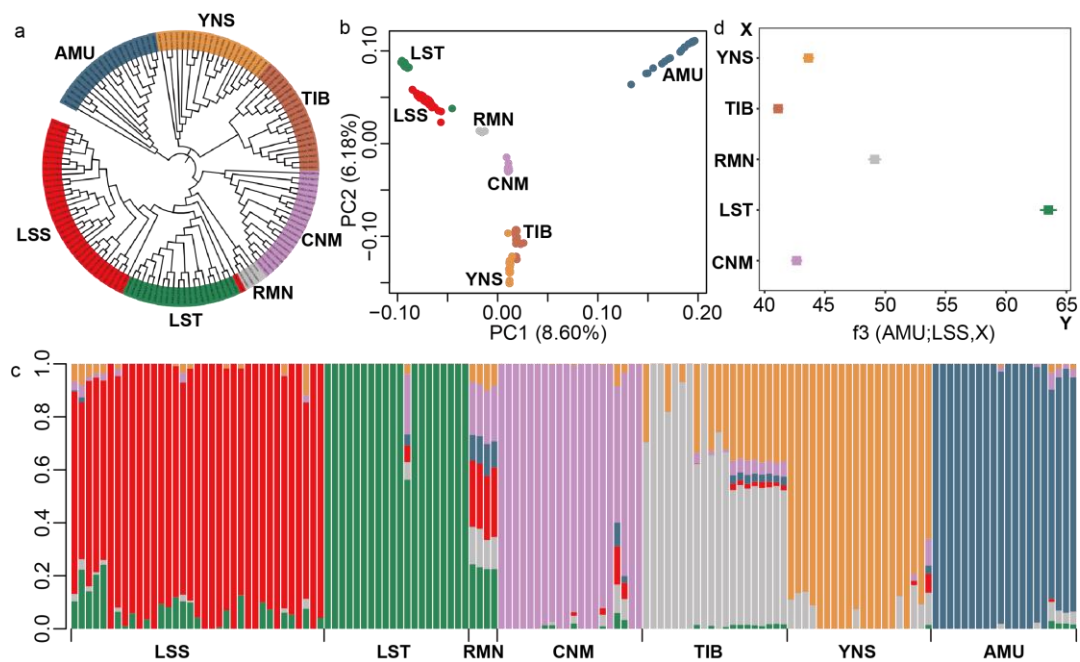 a
YNS
AMU
TIB
LSS
CNM
RMN
LST
b
PC2 (6.18%)
0.10
0.00
−0.10
LST
LSS
RMN
AMU
CNM
TIB
YNS
−0.10
0.00
0.10
0.20
PC1 (8.60%)
d
X
YNS
TIB
RMN
LST
CNM
40
45
50
55
60
65
f3 (AMU;LSS,X)
Y
c
1.0
0.8
0.6
0.4
0.2
0.0
LSS
LST
RMN
CNM
TIB
YNS
AMU